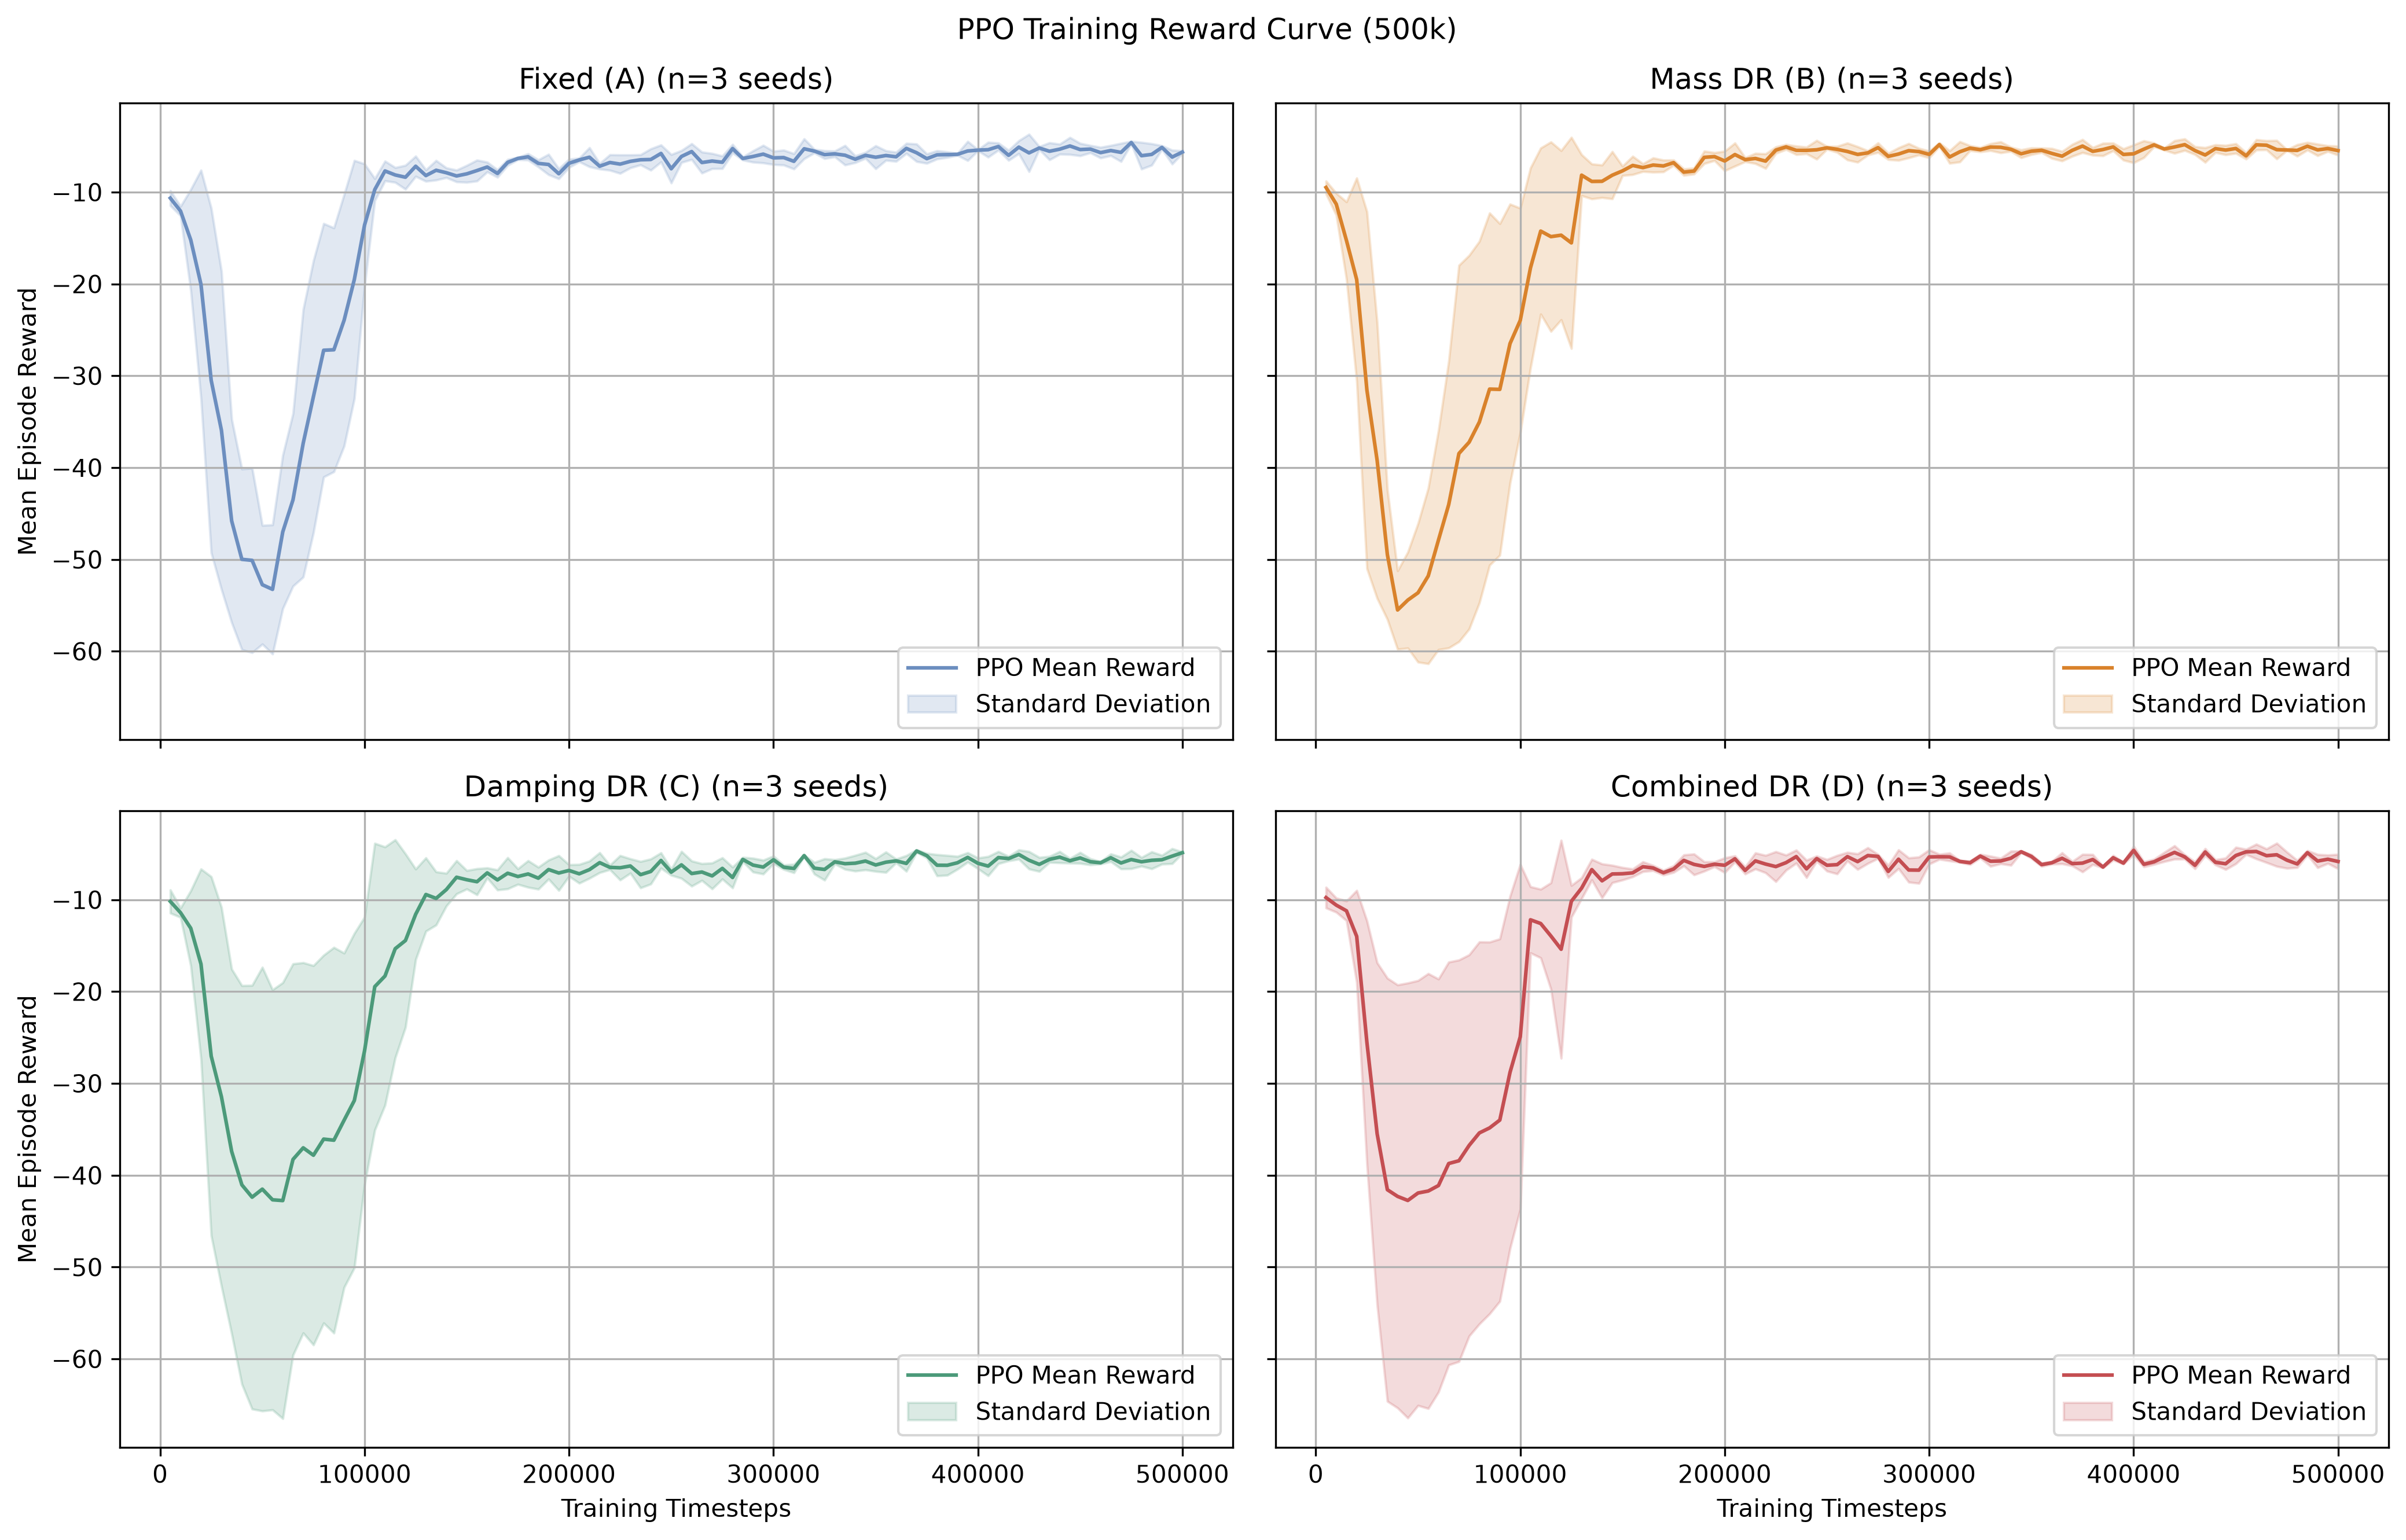 PPO Training Reward Curve (500k)
Fixed (A) (n=3 seeds)
Mass DR (B) (n=3 seeds)
Mean Episode Reward
−10
−20
−30
−40
−50
−60
PPO Mean Reward
Standard Deviation
PPO Mean Reward
Standard Deviation
Damping DR (C) (n=3 seeds)
Combined DR (D) (n=3 seeds)
Mean Episode Reward
−10
−20
−30
−40
−50
−60
PPO Mean Reward
Standard Deviation
PPO Mean Reward
Standard Deviation
0 100000 200000 300000 400000 500000
0 100000 200000 300000 400000 500000
Training Timesteps
Training Timesteps